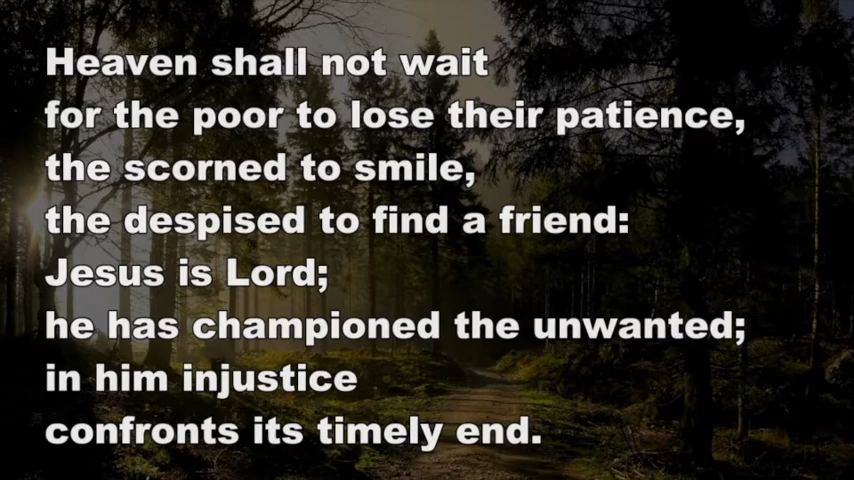 Heaven shall not wait
for the poor to lose their patience,
the scorned to smile,
the despised to find a friend:
Jesus is Lord;
he has championed the unwanted;
in him injustice
confronts its timely end.